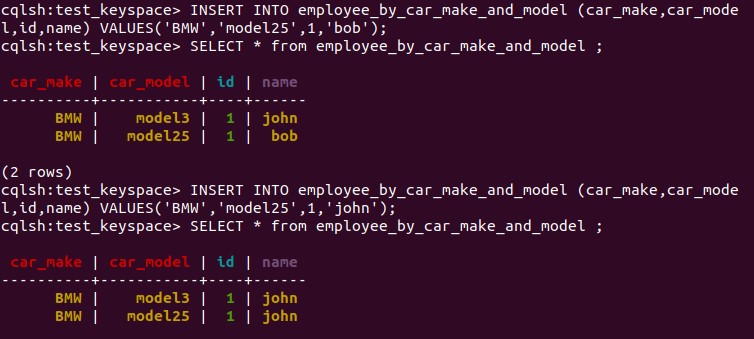 cqlsh:test_keyspace> INSERT INTO employee_by_car_make_and_model (car_make,car_mode
l,id,name) VALUES('BMW','model25',1,'bob');
cqlsh:test_keyspace> SELECT * from employee_by_car_make_and_model ;
car_make | car_model | id | name
----------+-----------+----+------
BMW | model3 | 1 | john
BMW | model25 | 1 | bob
(2 rows)
cqlsh:test_keyspace> INSERT INTO employee_by_car_make_and_model (car_make,car_mode
l,id,name) VALUES('BMW','model25',1,'john');
cqlsh:test_keyspace> SELECT * from employee_by_car_make_and_model ;
car_make | car_model | id | name
----------+-----------+----+------
BMW | model3 | 1 | john
BMW | model25 | 1 | john